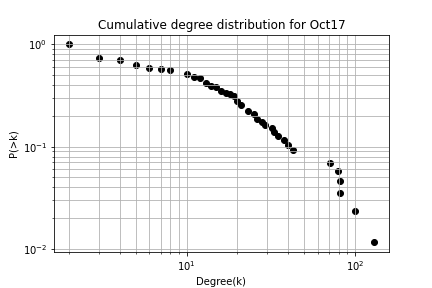 Cumulative degree distribution for Oct17
10⁰
10⁻¹
10⁻²
P(>k)
10¹
10²
Degree(k)